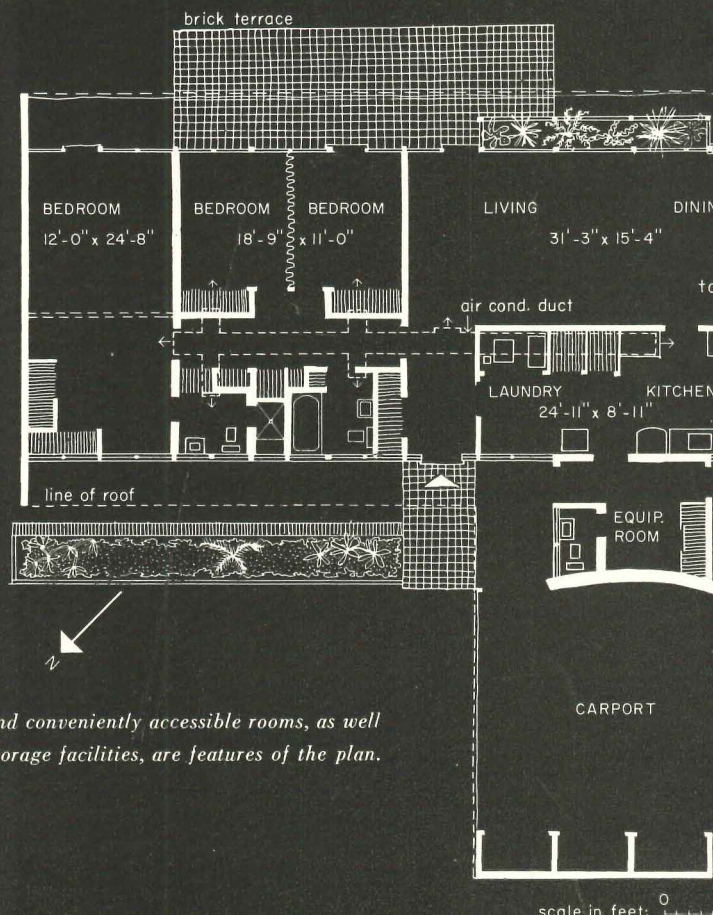 brick terrace
BEDROOM
12'-0" x 24'-8"
BEDROOM BEDROOM
18'-9" x 11'-0"
LIVING DININ
31'-3" x 15'-4"
to
air cond. duct
LAUNDRY KITCHEN
24'-11" x 8'-11"
line of roof
EQUIP.
ROOM
N
CARPORT
nd conveniently accessible rooms, as well
orage facilities, are features of the plan.
scale in feet: 0